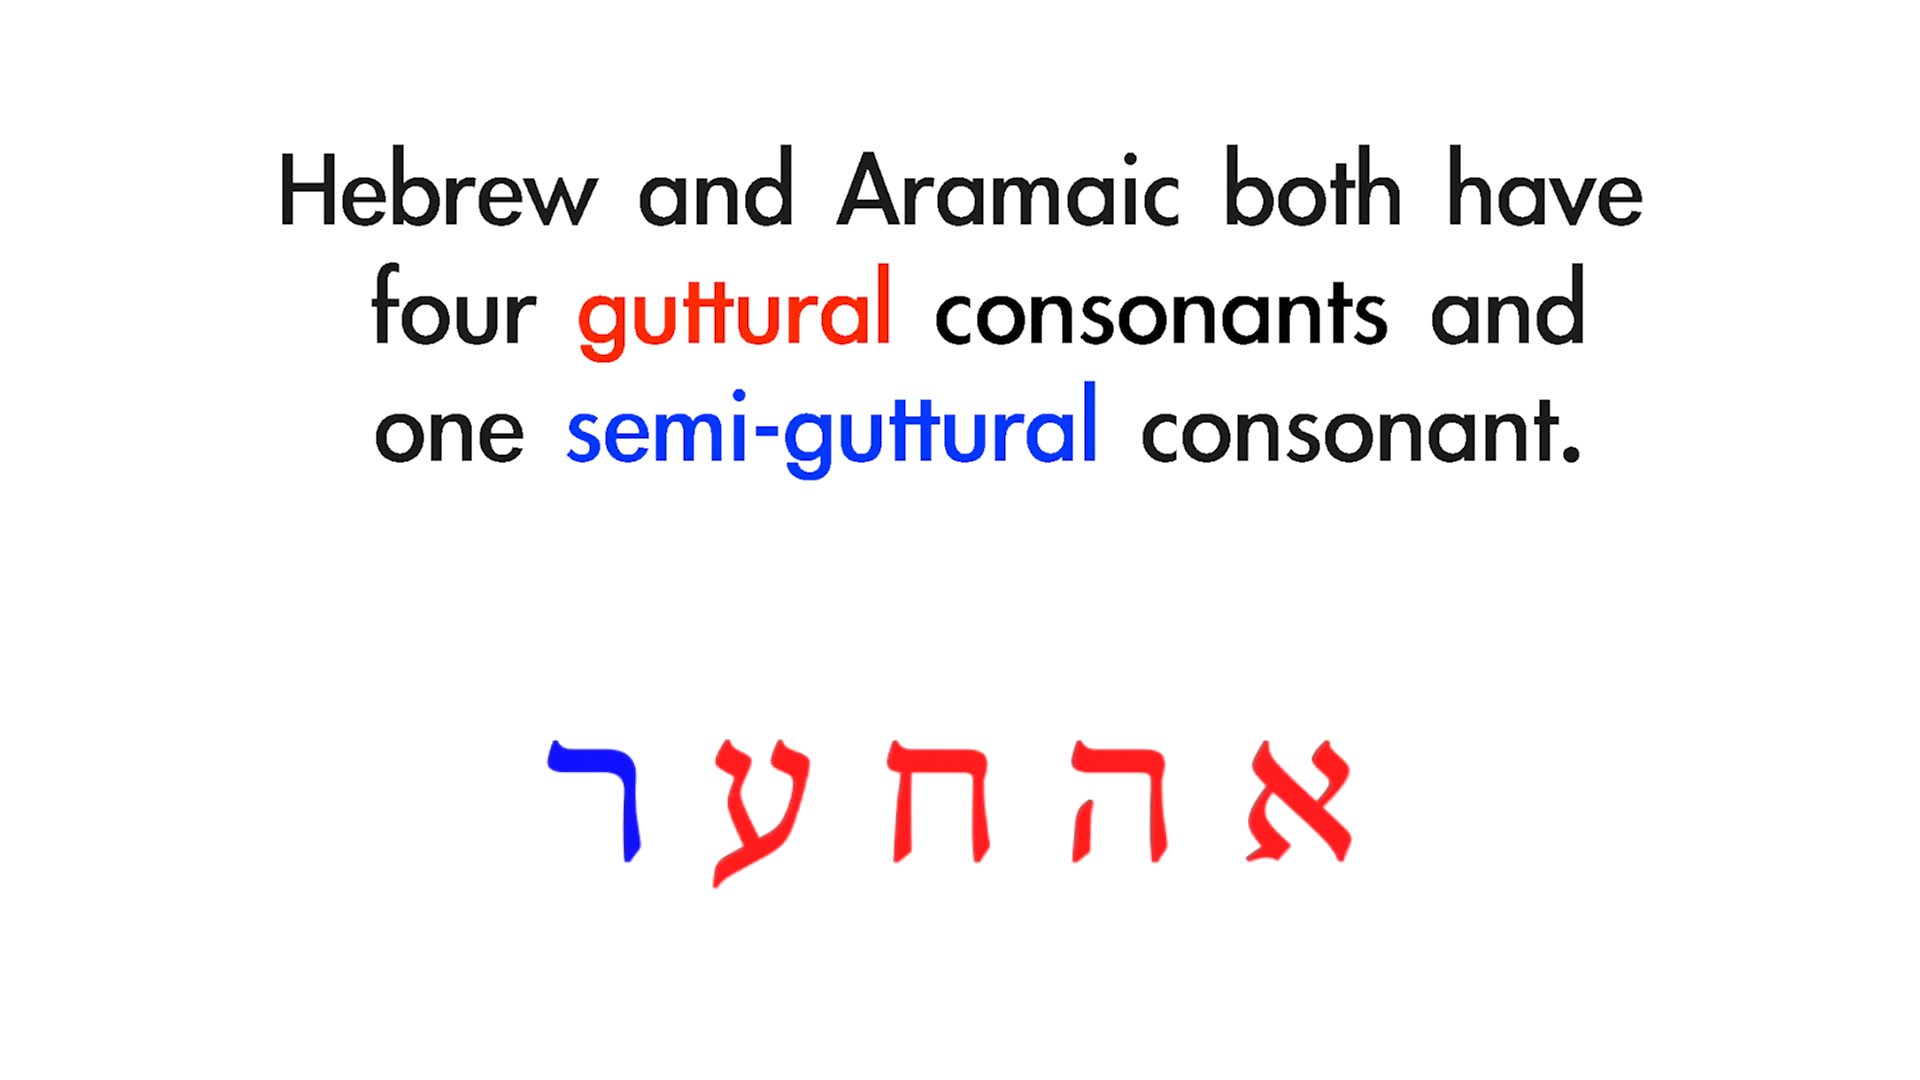 Hebrew and Aramaic both have
four guttural consonants and
one semi-guttural consonant.
א ה ח ע ר